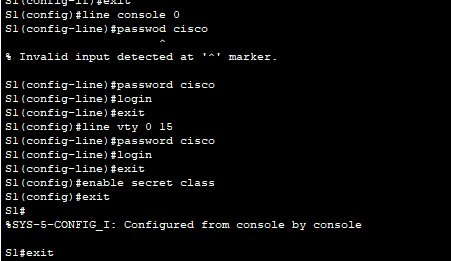 S1(config-if)#exit
S1(config)#line console 0
S1(config-line)#passwod cisco
^
% Invalid input detected at '^' marker.
S1(config-line)#password cisco
S1(config-line)#login
S1(config-line)#exit
S1(config)#line vty 0 15
S1(config-line)#password cisco
S1(config-line)#login
S1(config-line)#exit
S1(config)#enable secret class
S1(config)#exit
S1#
%SYS-5-CONFIG_I: Configured from console by console
S1#exit